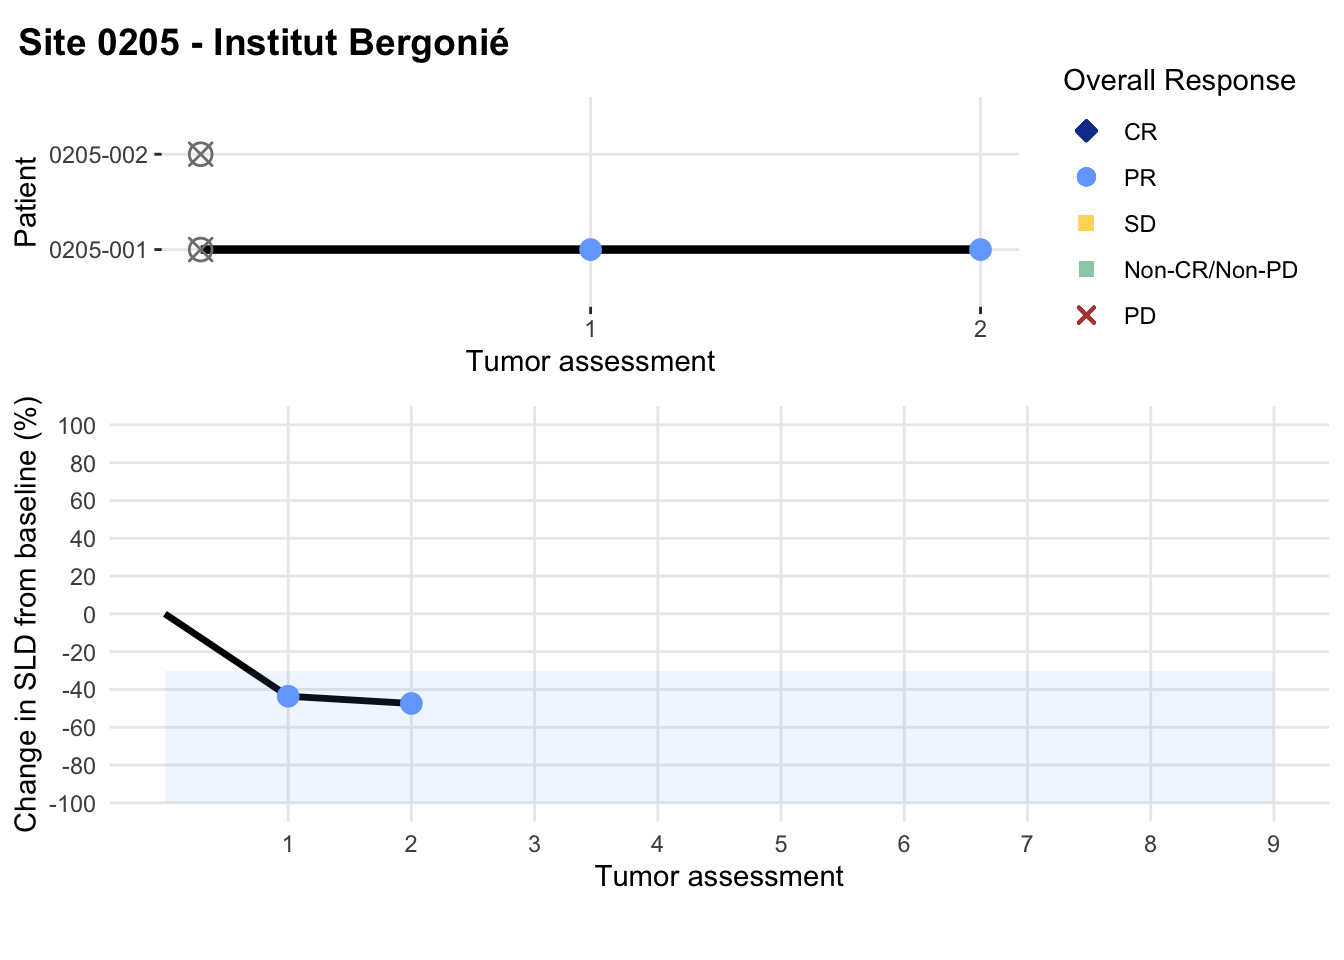 Site 0205 - Institut Bergonié
Overall Response
CR
PR
SD
Non-CR/Non-PD
PD
Patient
0205-002
0205-001
1 2
Tumor assessment
Change in SLD from baseline (%)
100
80
60
40
20
0
-20
-40
-60
-80
-100
1 2 3 4 5 6 7 8 9
Tumor assessment